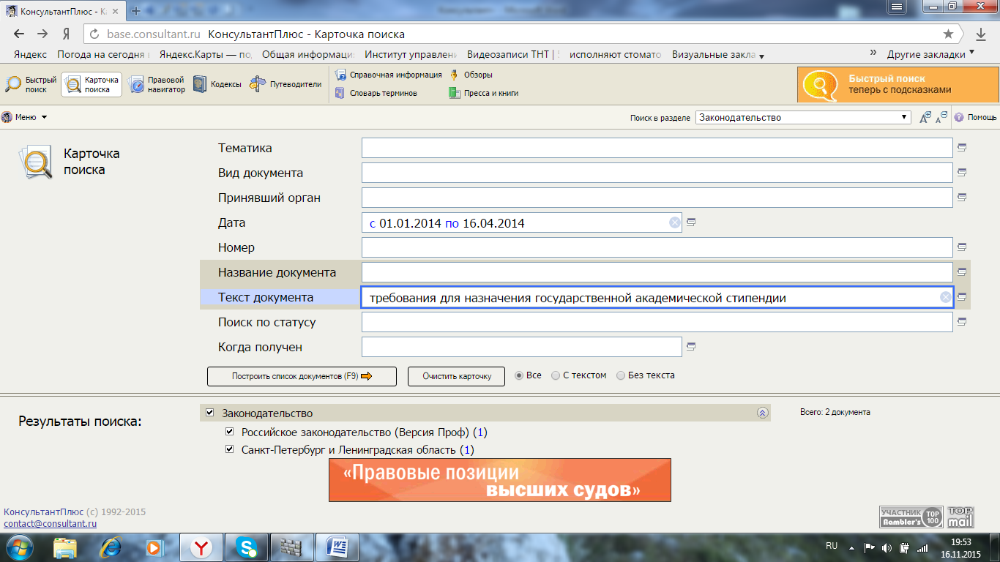 КонсультантПлюс - Ка
base.consultant.ru КонсультантПлюс - Карточка поиска
Яндекс Погода на сегодня в Яндекс.Карты — по Общая информаци Институт управлени Видеозаписи ТНТ | исполняют стомато Визуальные закла » Другие закладки
Быстрый поиск
Карточка поиска
Правовой навигатор
Кодексы
Путеводители
Справочная информация
Обзоры
Словарь терминов
Пресса и книги
Быстрый поиск
теперь с подсказками
Меню
Поиск в разделе Законодательство
Помощь
Карточка
поиска
Тематика
Вид документа
Принявший орган
Дата с 01.01.2014 по 16.04.2014
Номер
Название документа
Текст документа требования для назначения государственной академической стипендии
Поиск по статусу
Когда получен
Построить список документов (F9) Очистить карточку Все С текстом Без текста
Результаты поиска:
Законодательство
Всего: 2 документа
Российское законодательство (Версия Проф) (1)
Санкт-Петербург и Ленинградская область (1)
«Правовые позиции
высших судов»
КонсультантПлюс (c) 1992-2015
contact@consultant.ru
УЧАСТНИК
Rambler's
TOP
100
TOP
mail
RU
19:53
16.11.2015